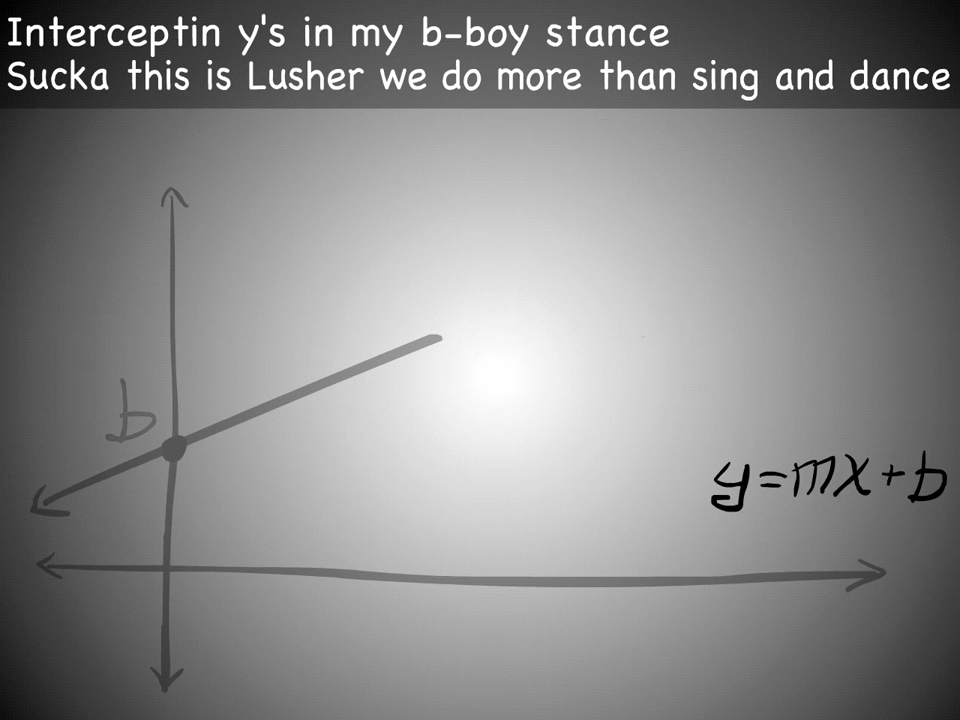 Interceptin y's in my b-boy stance
Sucka this is Lusher we do more than sing and dance
b
y=mx+b